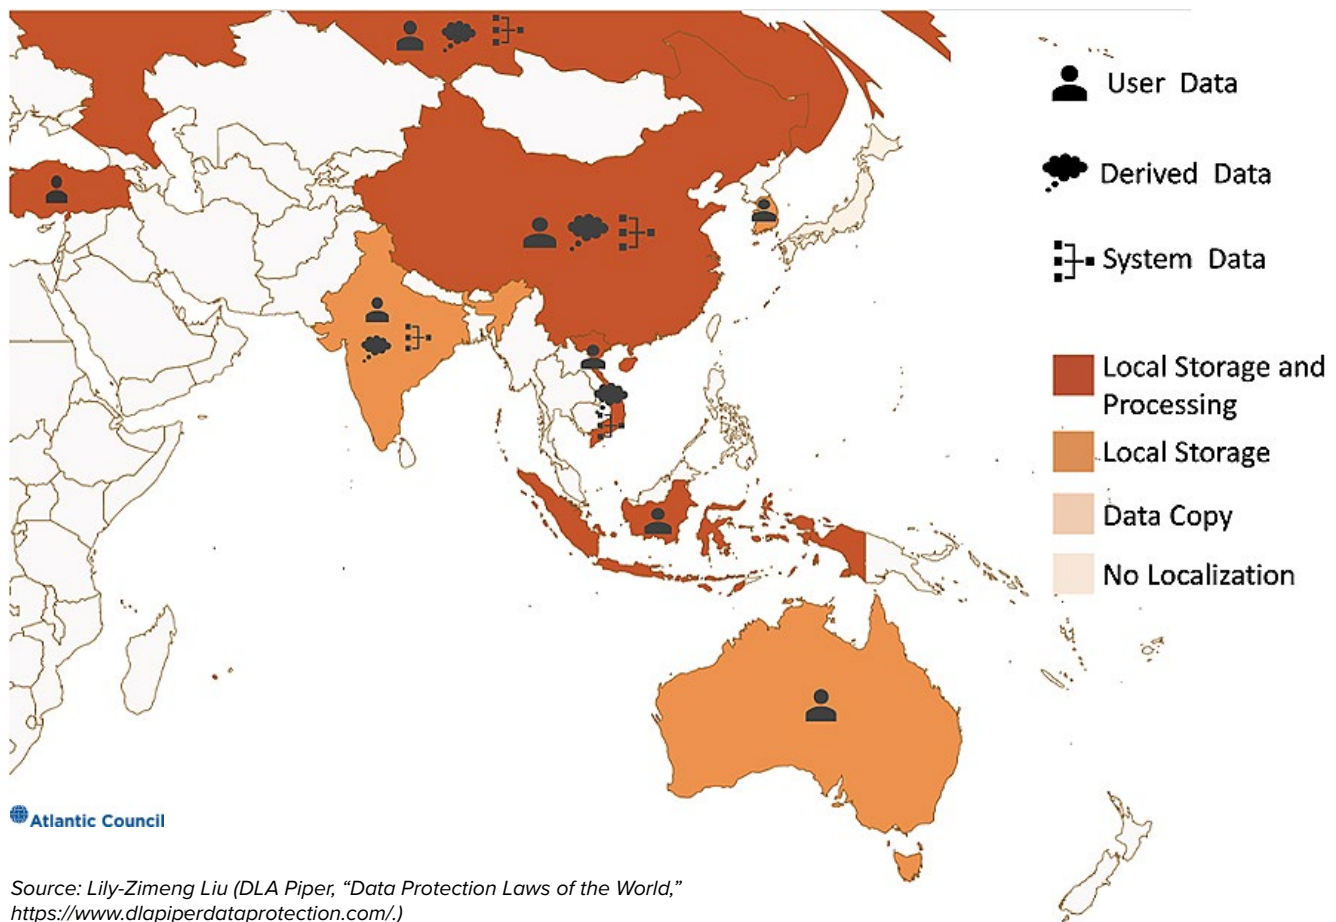 User Data
Derived Data
System Data
Local Storage and
Processing
Local Storage
Data Copy
No Localization
Atlantic Council
Source: Lily-Zimeng Liu (DLA Piper, “Data Protection Laws of the World,”
https://www.dlapiperdataprotection.com/.)